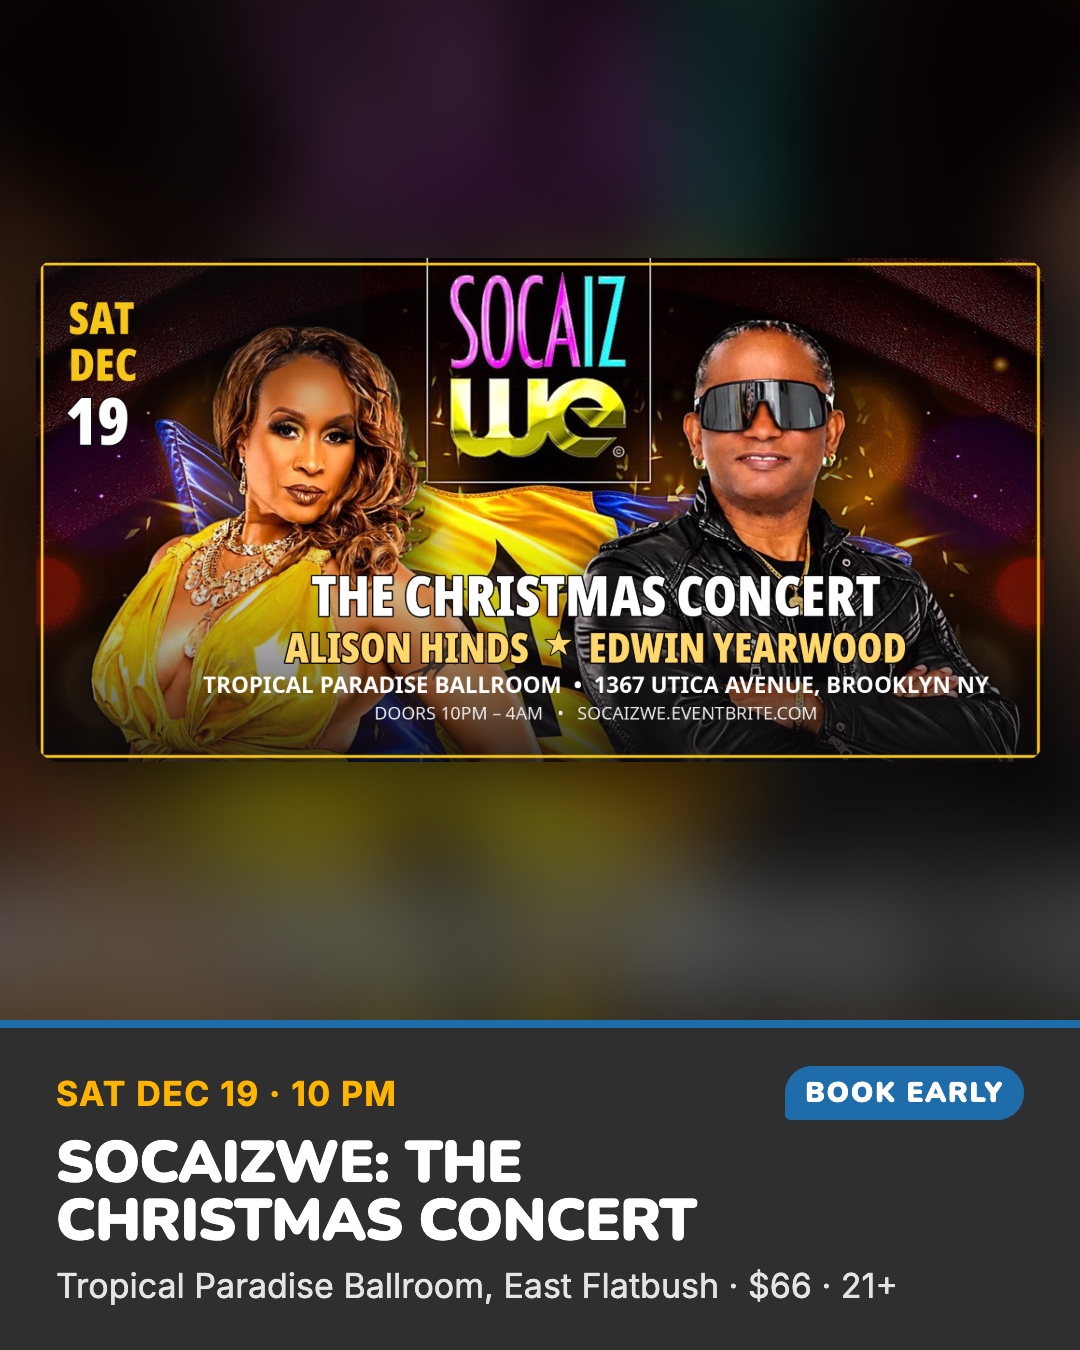 SAT
DEC
19
SOCAIZ
we
©
THE CHRISTMAS CONCERT
ALISON HINDS ★ EDWIN YEARWOOD
TROPICAL PARADISE BALLROOM • 1367 UTICA AVENUE, BROOKLYN NY
DOORS 10PM – 4AM • SOCAIZWE.EVENTBRITE.COM
SAT DEC 19 · 10 PM
BOOK EARLY
SOCAIZWE: THE
CHRISTMAS CONCERT
Tropical Paradise Ballroom, East Flatbush · $66 · 21+